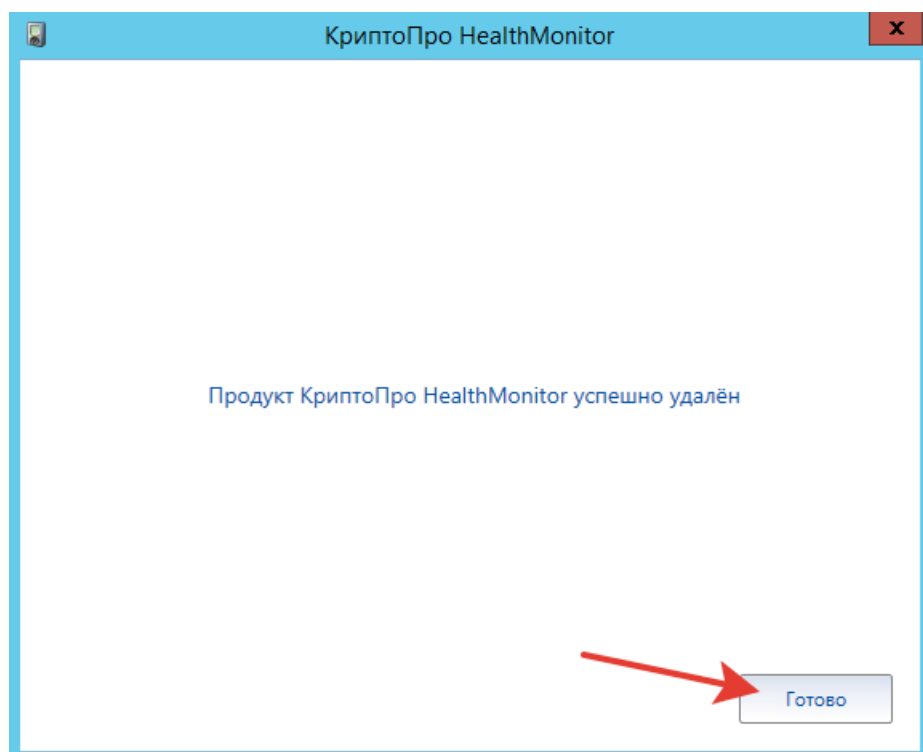 КриптоПро HealthMonitor
x
Продукт КриптоПро HealthMonitor успешно удалён
Готово